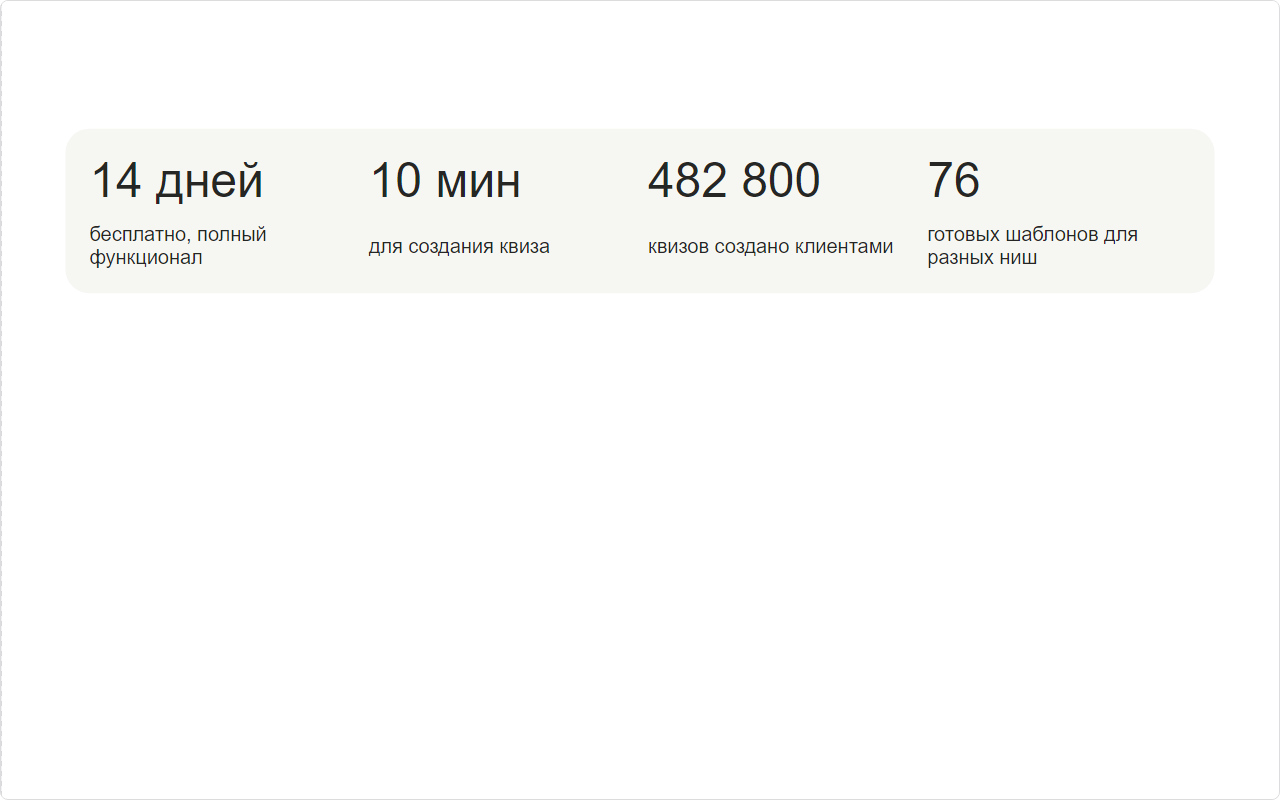 14 дней
бесплатно, полный
функционал
10 мин
для создания квиза
482 800
квизов создано клиентами
76
готовых шаблонов для
разных ниш